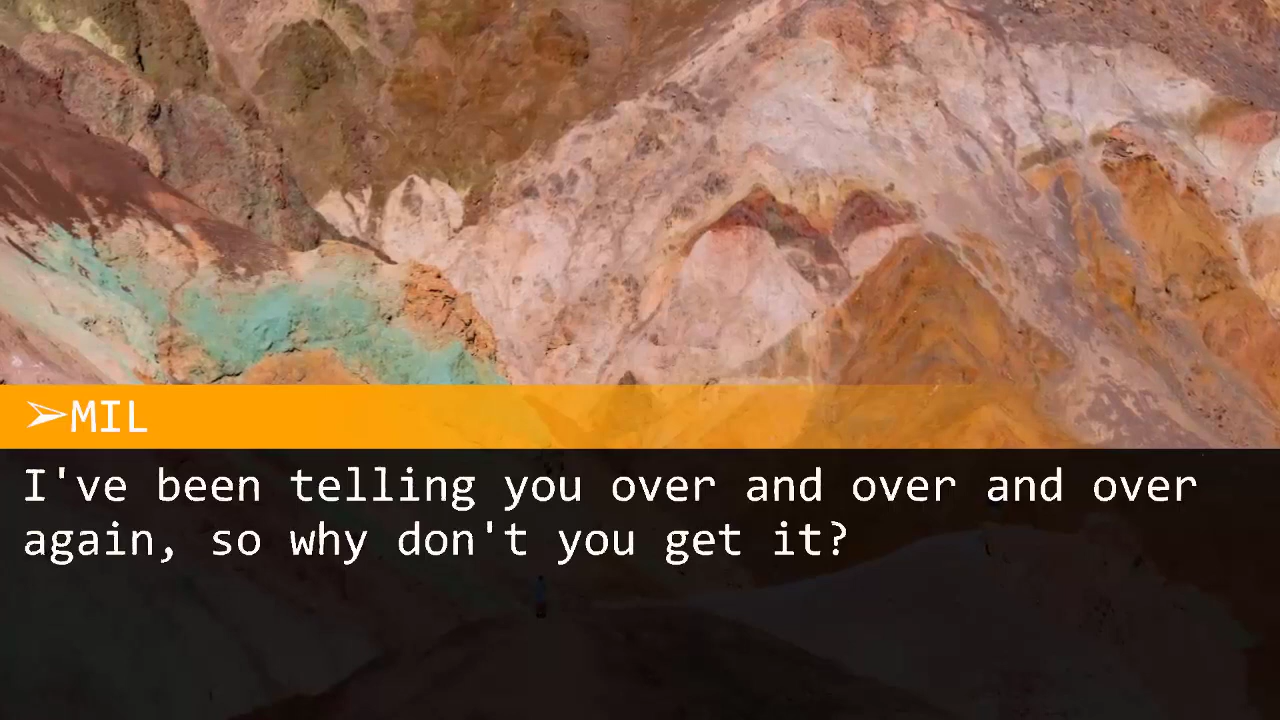 ➢MIL
I've been telling you over and over and over
again, so why don't you get it?